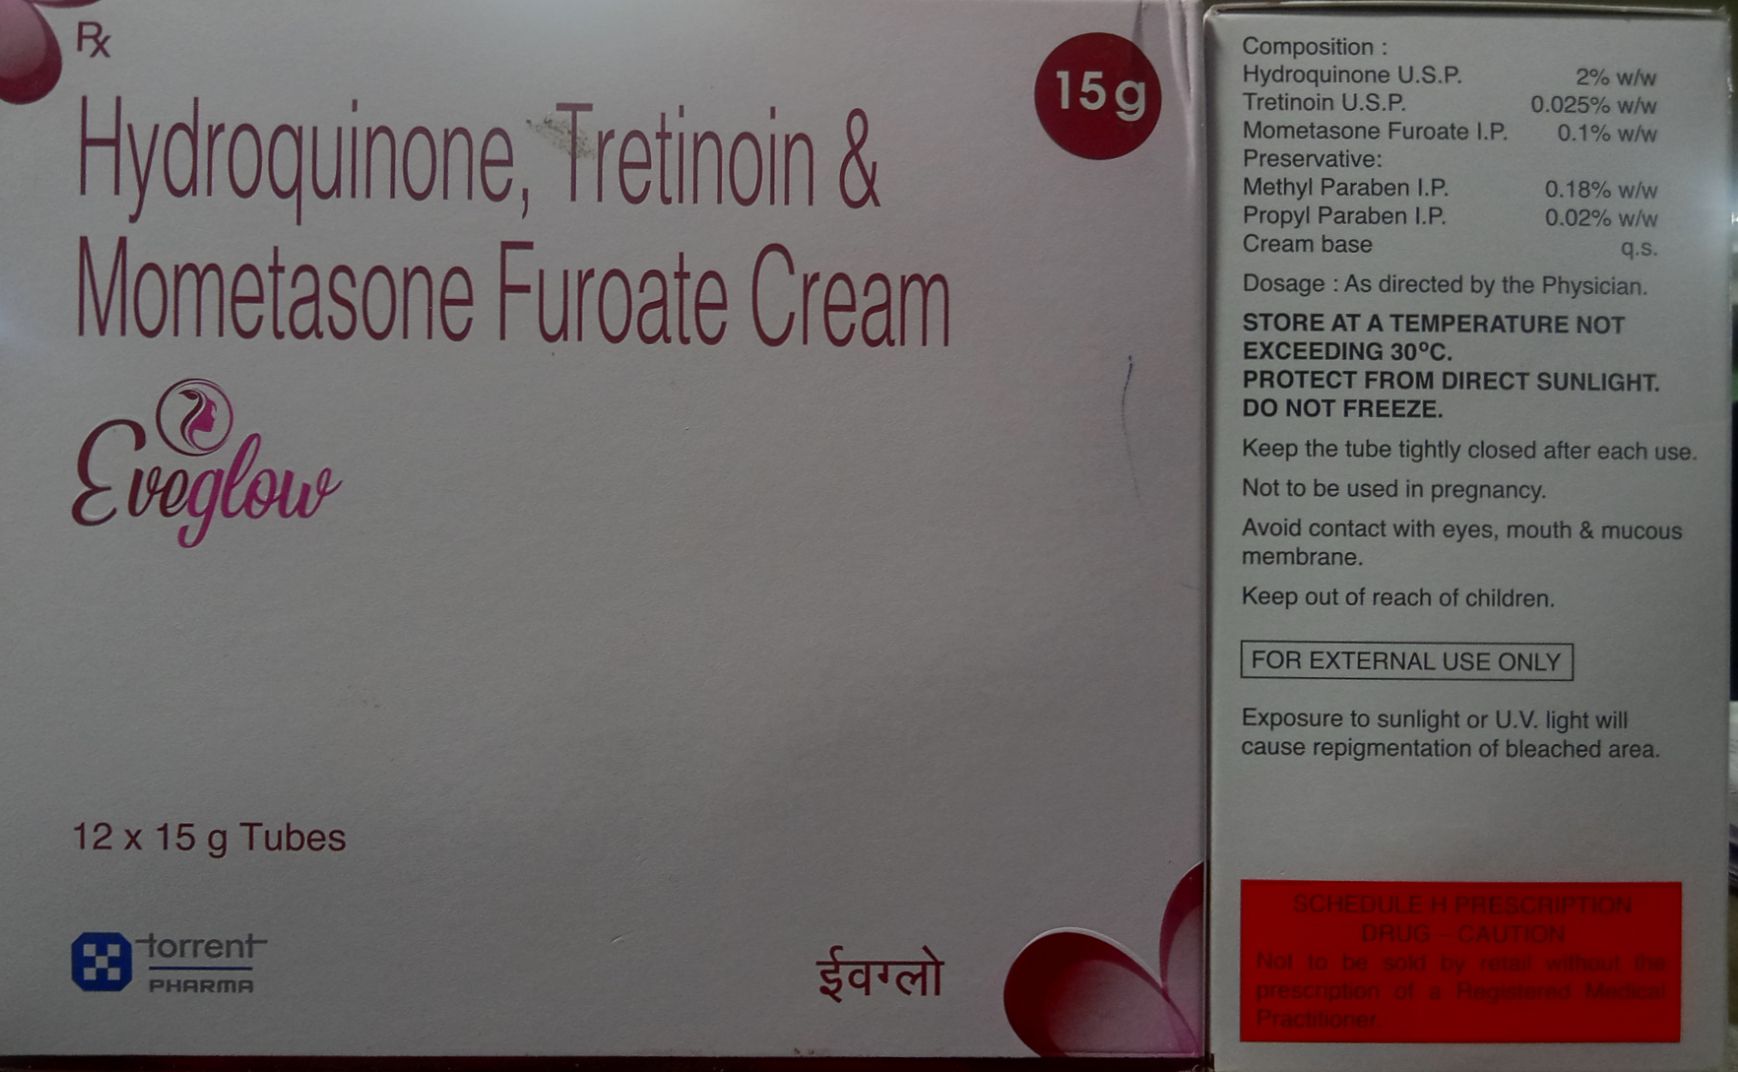 Rx
15 g
Hydroquinone, Tretinoin &
Mometasone Furoate Cream
Eveglow
12 x 15 g Tubes
torrent
PHARMA
ईवग्लो
Composition :
Hydroquinone U.S.P. 2% w/w
Tretinoin U.S.P. 0.025% w/w
Mometasone Furoate I.P. 0.1% w/w
Preservative:
Methyl Paraben I.P. 0.18% w/w
Propyl Paraben I.P. 0.02% w/w
Cream base q.s.
Dosage : As directed by the Physician.
STORE AT A TEMPERATURE NOT
EXCEEDING 30ºC.
PROTECT FROM DIRECT SUNLIGHT.
DO NOT FREEZE.
Keep the tube tightly closed after each use.
Not to be used in pregnancy.
Avoid contact with eyes, mouth & mucous
membrane.
Keep out of reach of children.
FOR EXTERNAL USE ONLY
Exposure to sunlight or U.V. light will
cause repigmentation of bleached area.
SCHEDULE H PRESCRIPTION
DRUG - CAUTION
Not to be sold by retail without the
prescription of a Registered Medical
Practitioner.